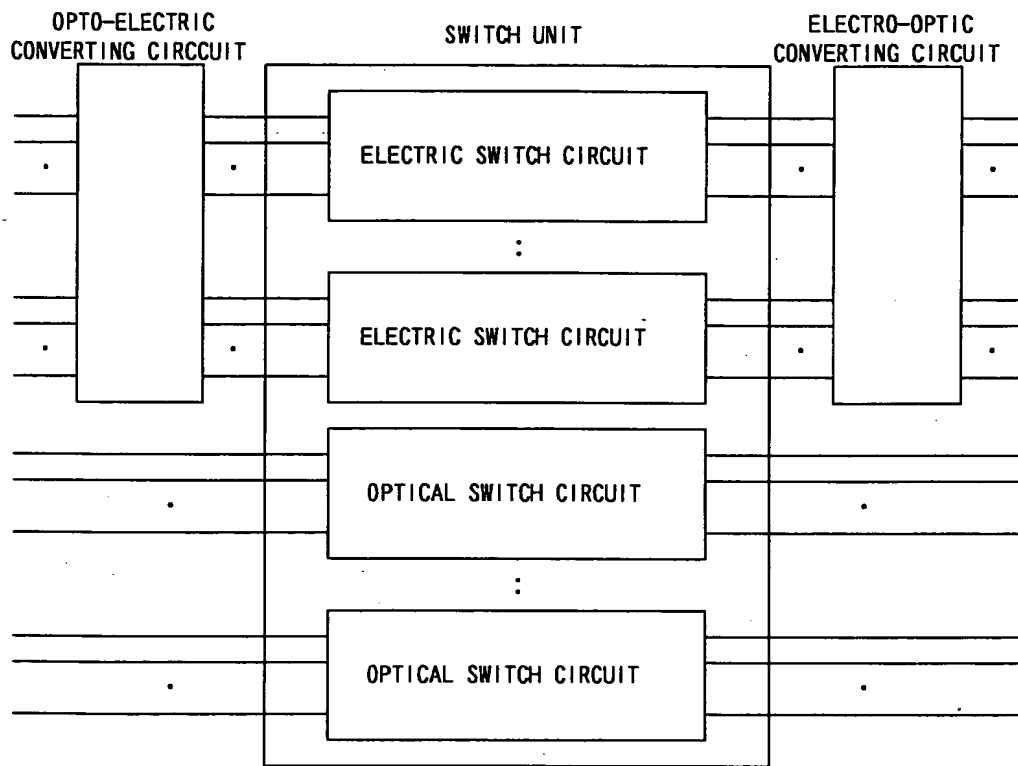 OPTO-ELECTRIC
CONVERTING CIRCCUIT
SWITCH UNIT
ELECTRO-OPTIC
CONVERTING CIRCUIT
ELECTRIC SWITCH CIRCUIT
ELECTRIC SWITCH CIRCUIT
OPTICAL SWITCH CIRCUIT
OPTICAL SWITCH CIRCUIT